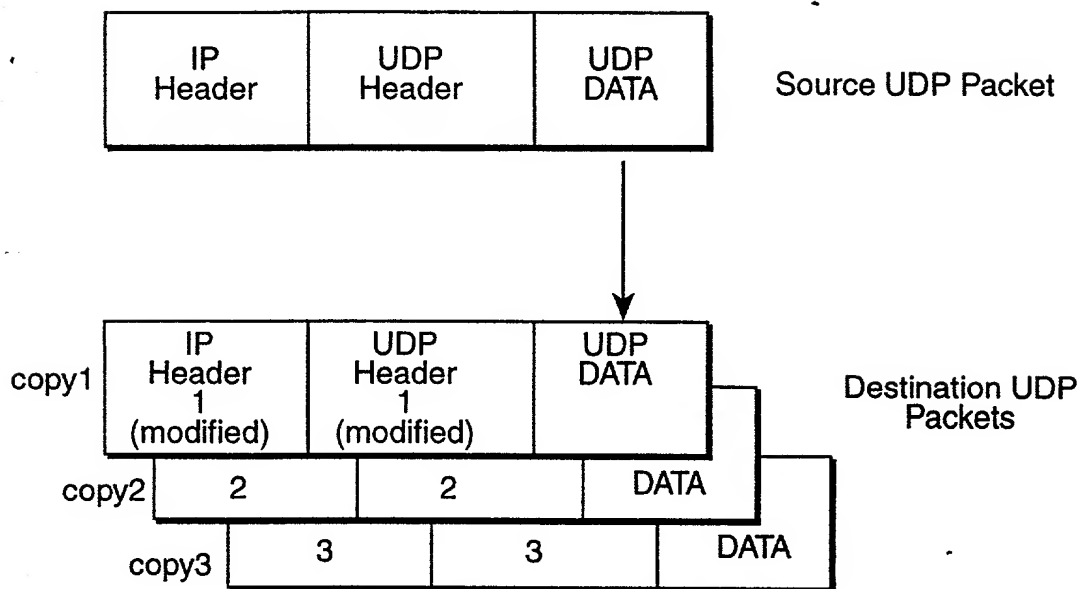 IP
Header
UDP
Header
UDP
DATA
Source UDP Packet
copy1
IP
Header
1
(modified)
UDP
Header
1
(modified)
UDP
DATA
Destination UDP
Packets
copy2
2
2
DATA
copy3
3
3
DATA